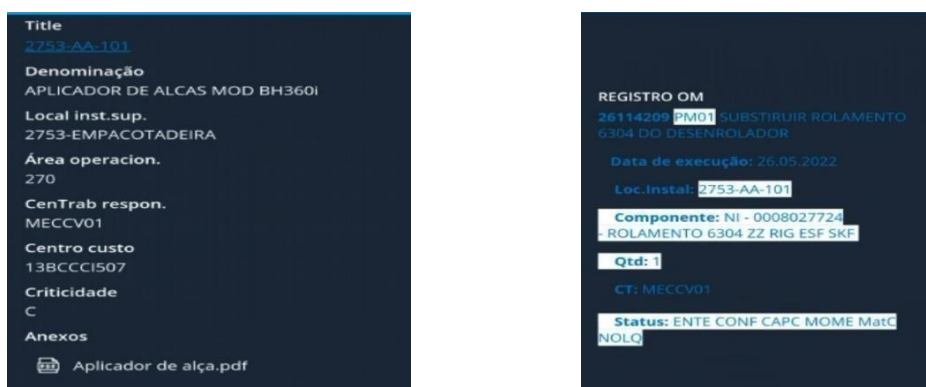 Title
2753-AA-101
Denominação
APLICADOR DE ALCAS MOD BH360i
Local inst.sup.
2753-EMPACOTADEIRA
Área operacion.
270
CenTrab respon.
MECCV01
Centro custo
13BCCCI507
Criticidade
C
Anexos
Aplicador de alça.pdf
REGISTRO OM
26114209 PM01 SUBSTIRUIR ROLAMENTO
6304 DO DESENROLADOR
Data de execução: 26.05.2022
Loc.Instal: 2753-AA-101
Componente: NI - 0008027724
- ROLAMENTO 6304 ZZ RIG ESF SKF
Qtd: 1
CT: MECCV01
Status: ENTE CONF CAPC MOME MatC
NOLQ